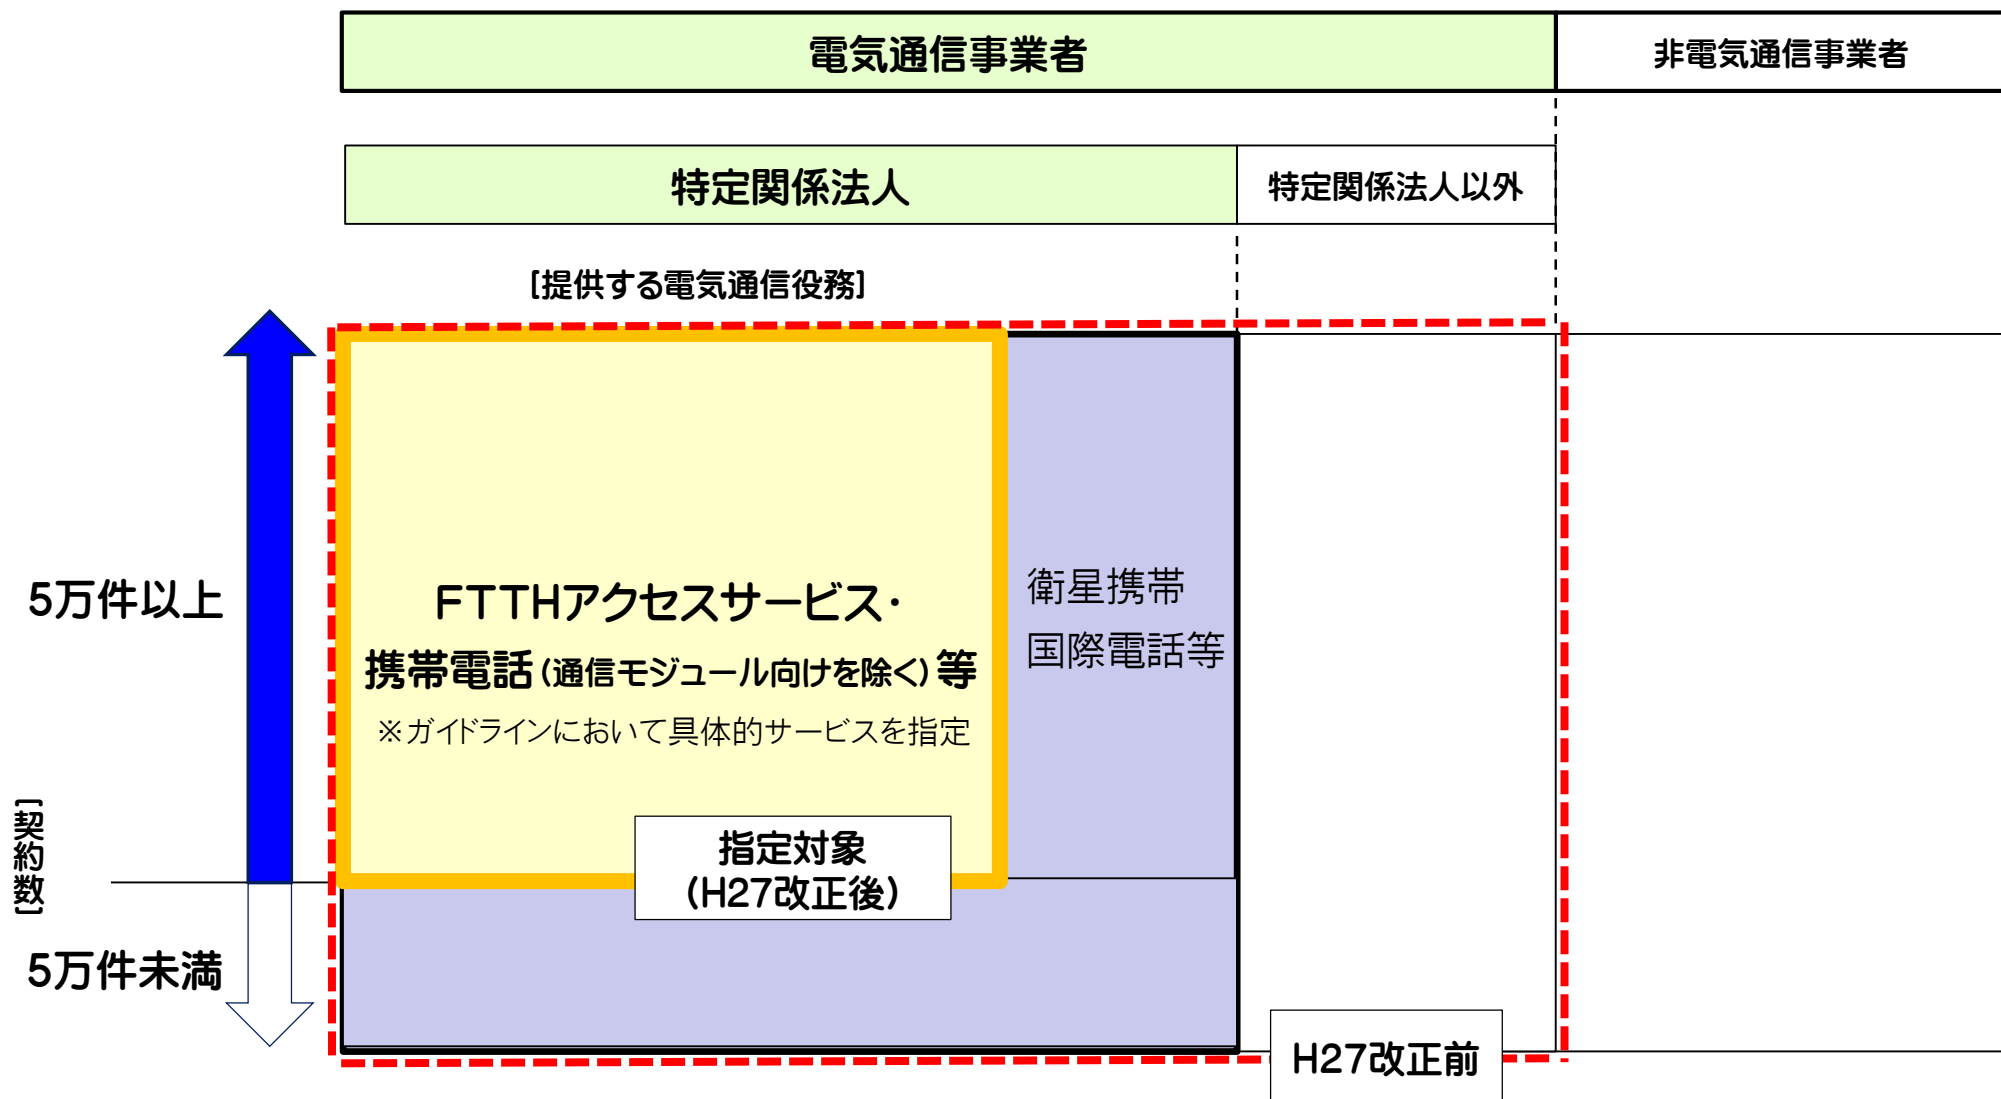 電気通信事業者
非電気通信事業者
特定関係法人
特定関係法人以外
[提供する電気通信役務]
5万件以上
FTTHアクセスサービス・
携帯電話(通信モジュール向けを除く)等
※ガイドラインにおいて具体的サービスを指定
衛星携帯
国際電話等
[契約数]
指定対象
(H27改正後)
5万件未満
H27改正前